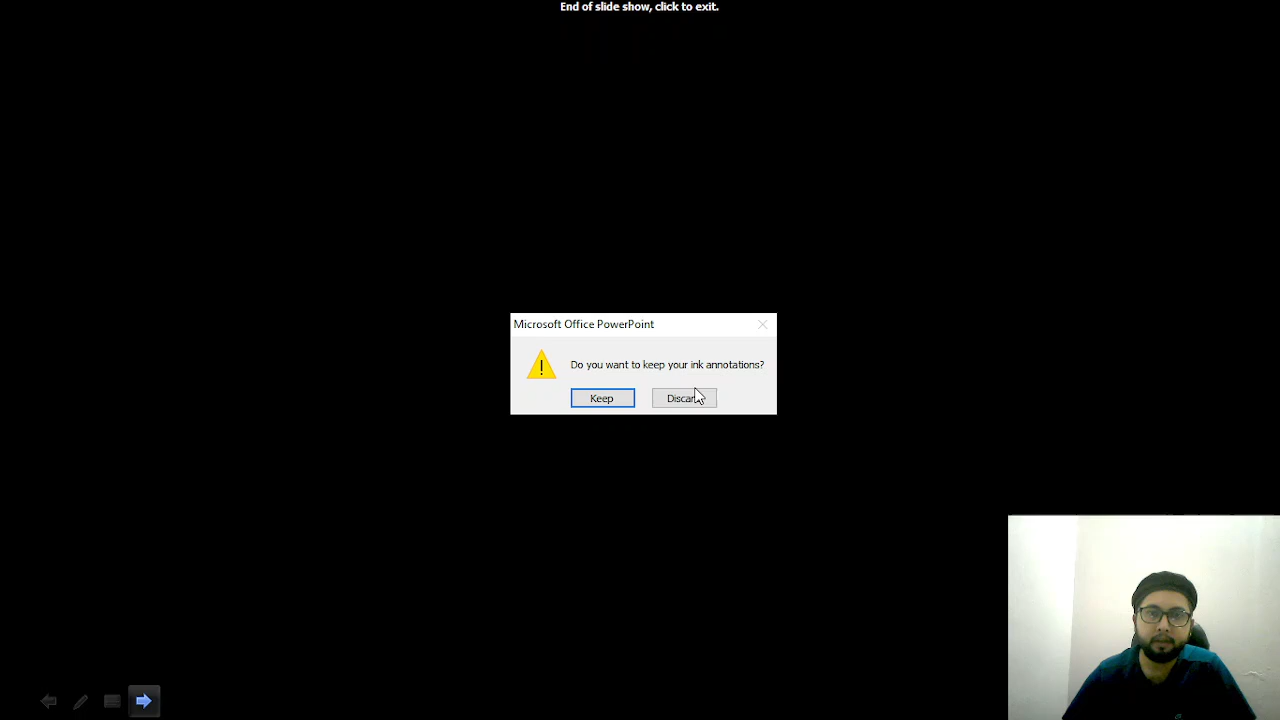 End of slide show, click to exit.
Microsoft Office PowerPoint
Do you want to keep your ink annotations?
Keep